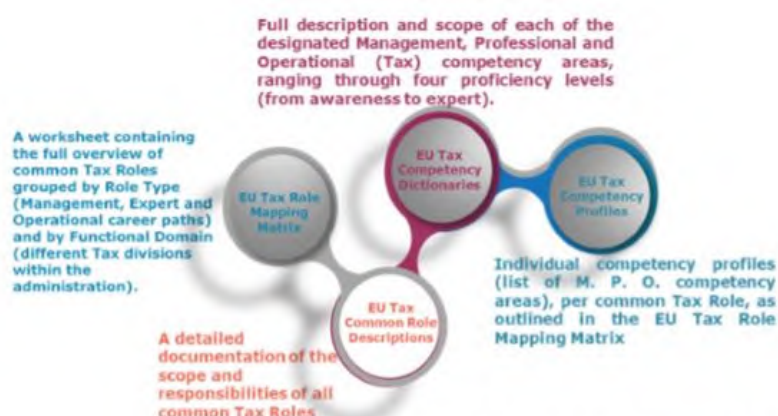 Full description and scope of each of the
designated Management, Professional and
Operational (Tax) competency areas,
ranging through four proficiency levels
(from awareness to expert).
A worksheet containing
the full overview of
common Tax Roles
grouped by Role Type
(Management, Expert and
Operational career paths)
and by Functional Domain
(different Tax divisions
within the
administration).
EU Tax Role
Mapping
Matrix
EU Tax
Competency
Dictionaries
EU Tax
Competency
Profiles
EU Tax
Common Role
Descriptions
Individual competency profiles
(list of M. P. O. competency
areas), per common Tax Role, as
outlined in the EU Tax Role
Mapping Matrix
A detailed
documentation of the
scope and
responsibilities of all
common Tax Roles